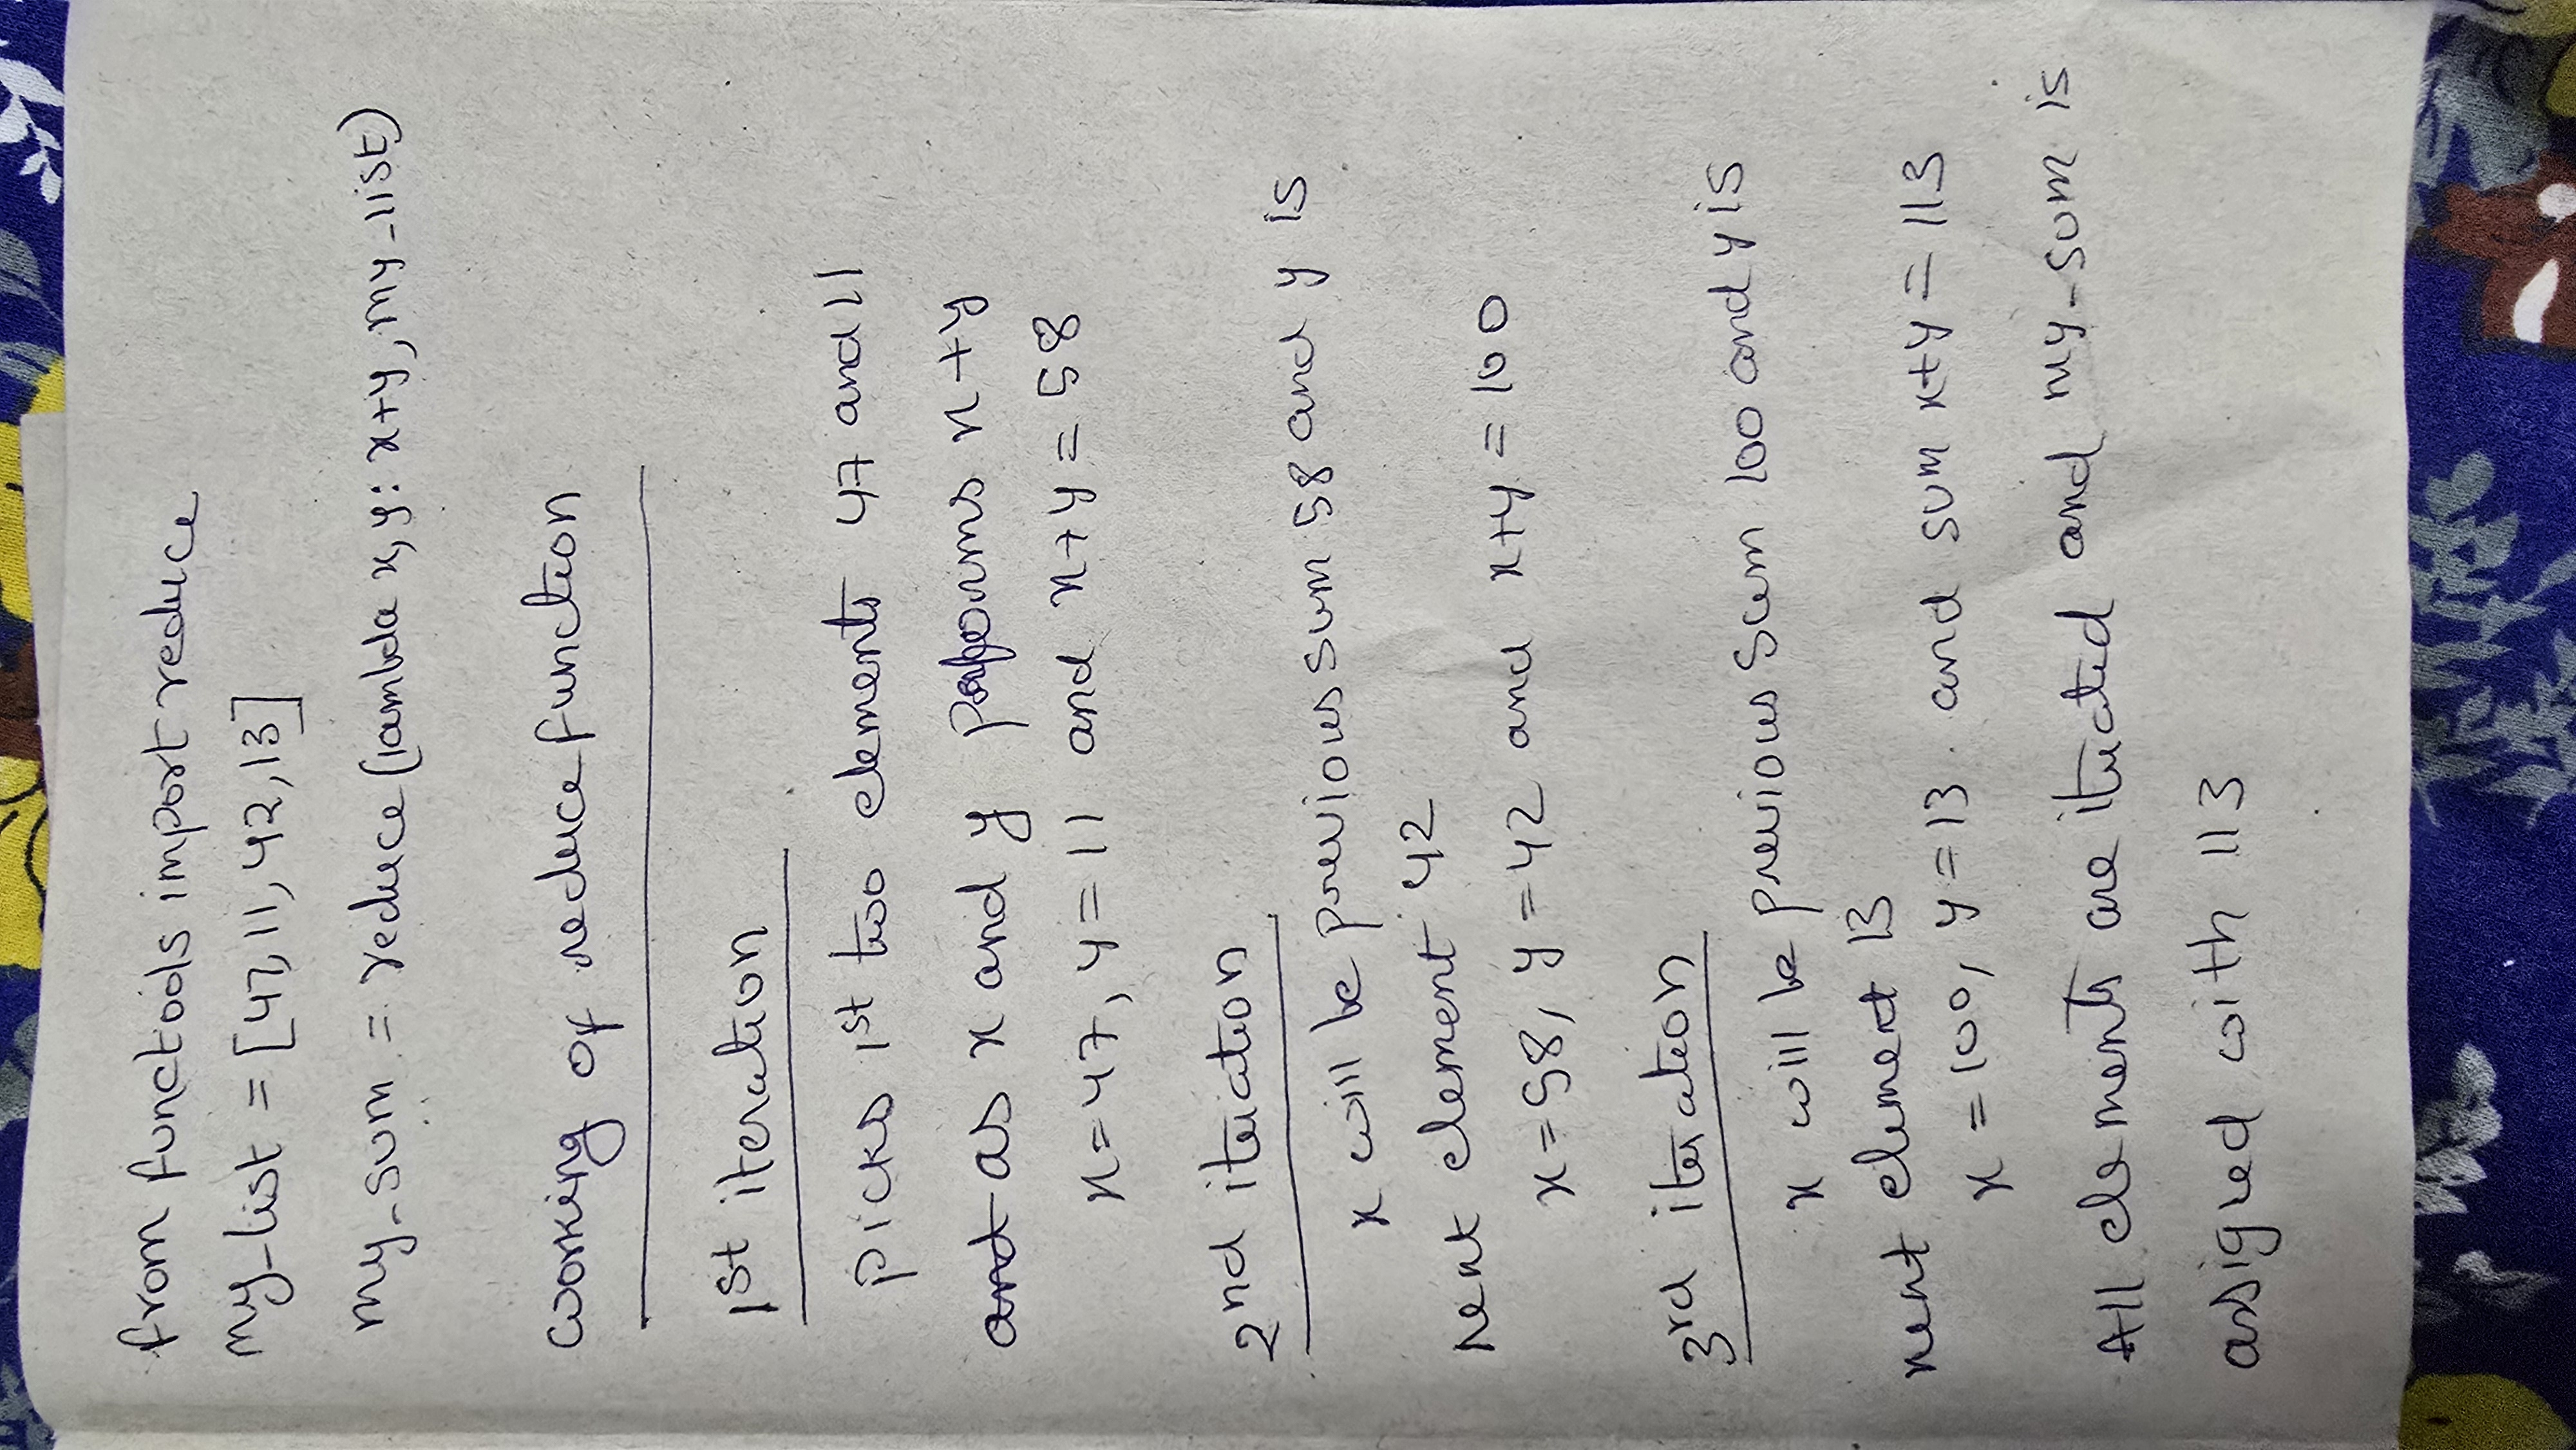 from functools import reduce
my_list = [47, 11, 42, 13]
my_sum = reduce (lambda x, y: x+y, my_list)
working of reduce function
1st iteration
picks 1st two elements 47 and 11
and as x and y performs x+y
x=47, y=11 and x+y=58
2nd iteration
x will be previous sum 58 and y is
next element 42
x=58, y=42 and x+y=100
3rd iteration
x will be previous sum 100 and y is
next element 13
x=100, y=13 and sum x+y=113
All elements are iterated and my_sum is
assigned with 113